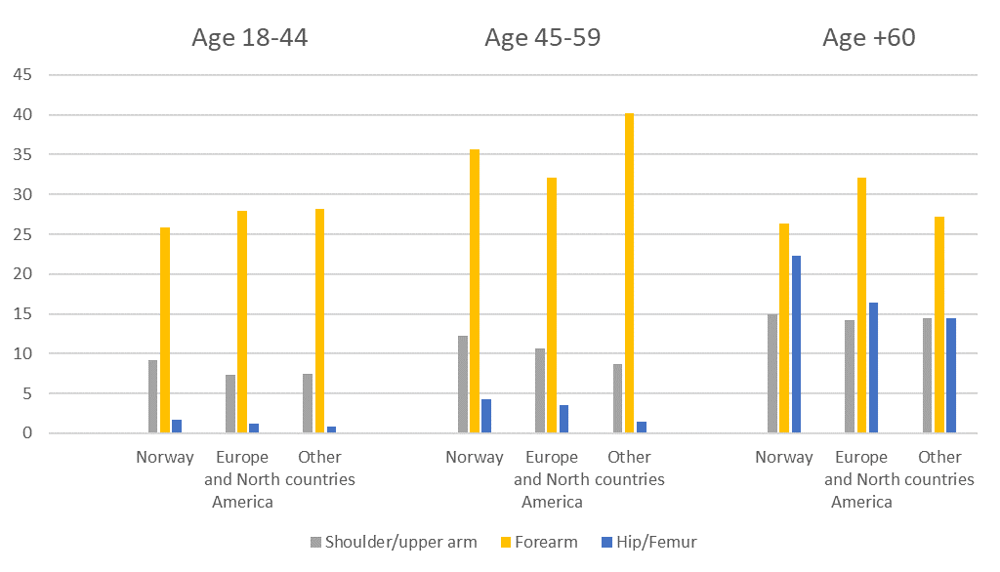 Age 18-44 Age 45-59 Age +60
45
40
35
30
25
20
15
10
5
0
Norway Europe Other Norway Europe Other Norway Europe Other
and North countries and North countries and North countries
America America America
Shoulder/upper arm Forearm Hip/Femur